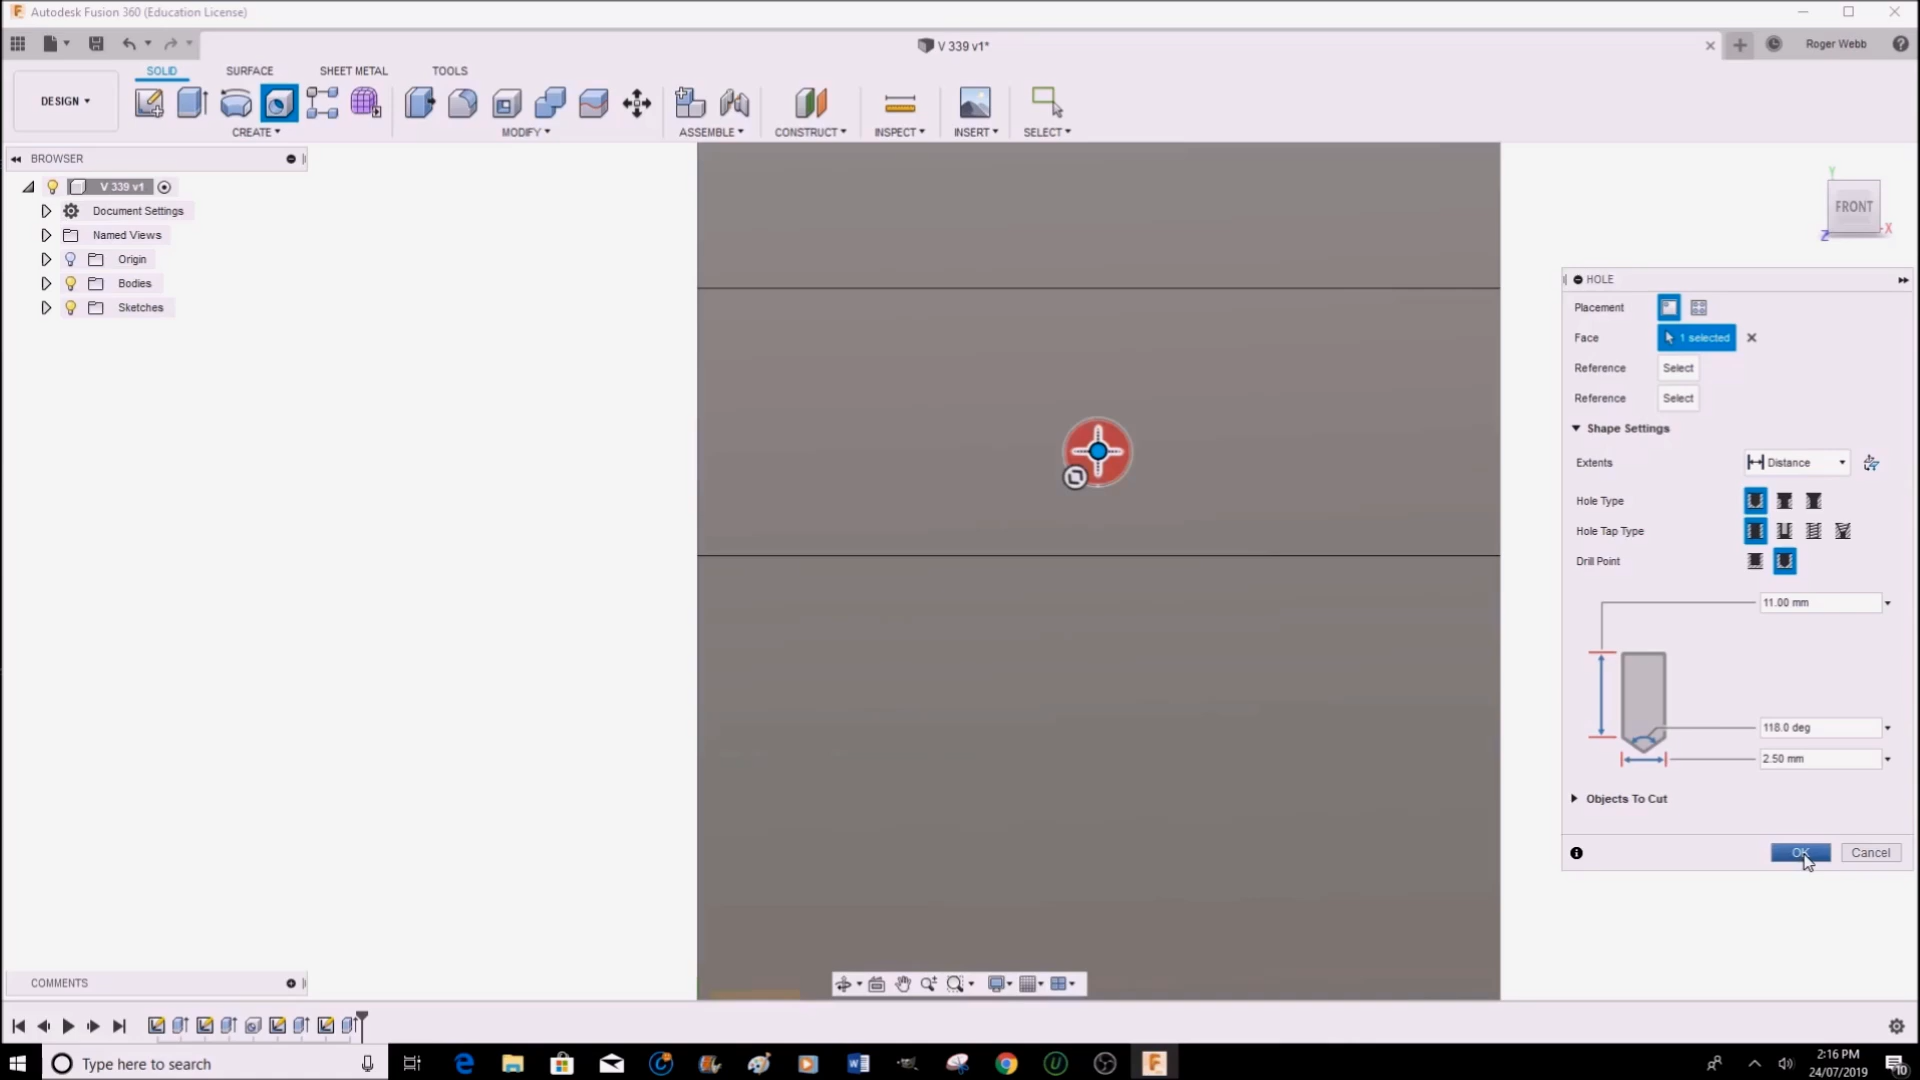 Autodesk Fusion 360 (Education License)
V 339 v1*
Roger Webb
DESIGN
SOLID
SURFACE
SHEET METAL
TOOLS
CREATE
MODIFY
ASSEMBLE
CONSTRUCT
INSPECT
INSERT
SELECT
BROWSER
V 339 v1
Document Settings
Named Views
Origin
Bodies
Sketches
Y
FRONT
X
Z
HOLE
Placement
Face
1 selected
Reference
Select
Reference
Select
Shape Settings
Extents
Distance
Hole Type
Hole Tap Type
Drill Point
11.00 mm
118.0 deg
2.50 mm
Objects To Cut
OK
Cancel
COMMENTS
Type here to search
2:16 PM
24/07/2019
10